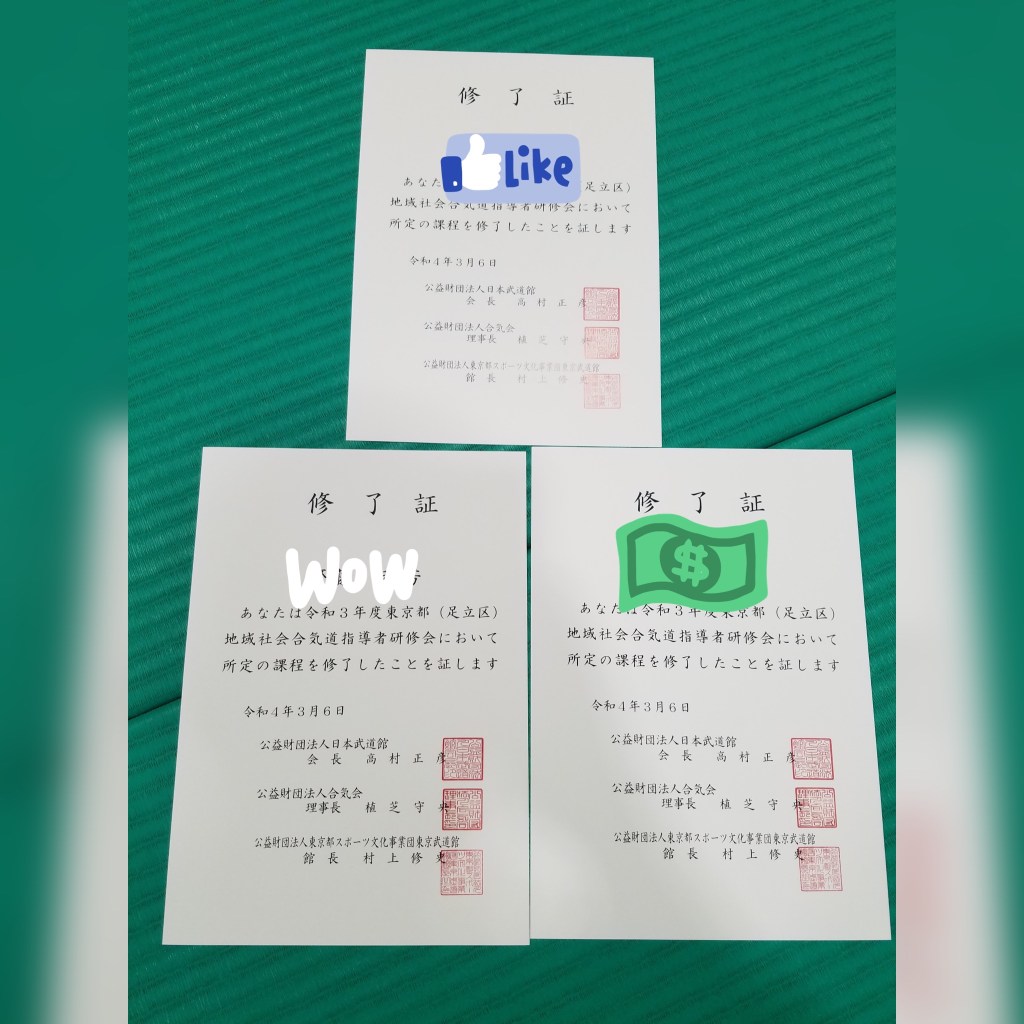 修了証
Like
あなた 足立区）
地域社会合気道指導者研修会において
所定の課程を修了したことを証します
令和４年３月６日
公益財団法人日本武道館
会長 高村正彦
公益財団法人合気会
理事長 植芝守央
公益財団法人東京都スポーツ文化事業団東京武道館
館長 村上修史
修了証
WOW
あなたは令和３年度東京都（足立区）
地域社会合気道指導者研修会において
所定の課程を修了したことを証します
令和４年３月６日
公益財団法人日本武道館
会長 高村正彦
公益財団法人合気会
理事長 植芝守央
公益財団法人東京都スポーツ文化事業団東京武道館
館長 村上修史
修了証
$
あなたは令和３年度東京都（足立区）
地域社会合気道指導者研修会において
所定の課程を修了したことを証します
令和４年３月６日
公益財団法人日本武道館
会長 高村正彦
公益財団法人合気会
理事長 植芝守央
公益財団法人東京都スポーツ文化事業団東京武道館
館長 村上修史